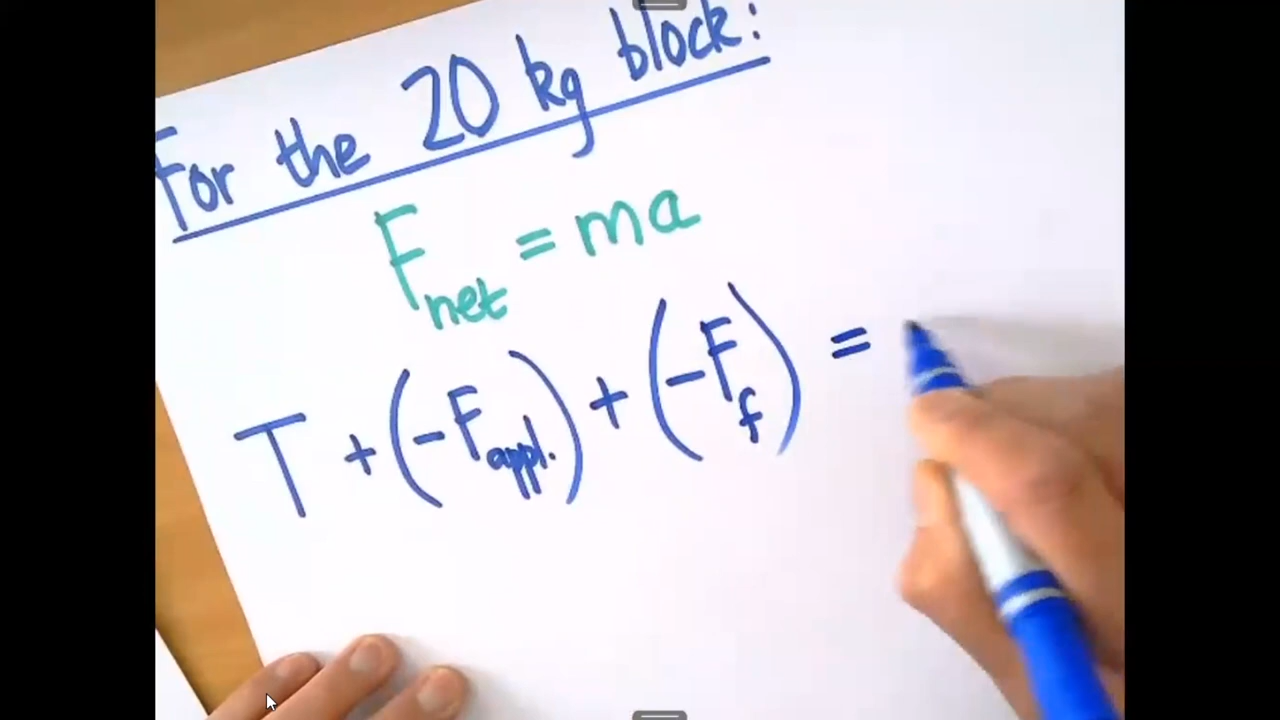 For the 20 kg block:
F_net = ma
T + (-F_appl.) + (-F_f) =